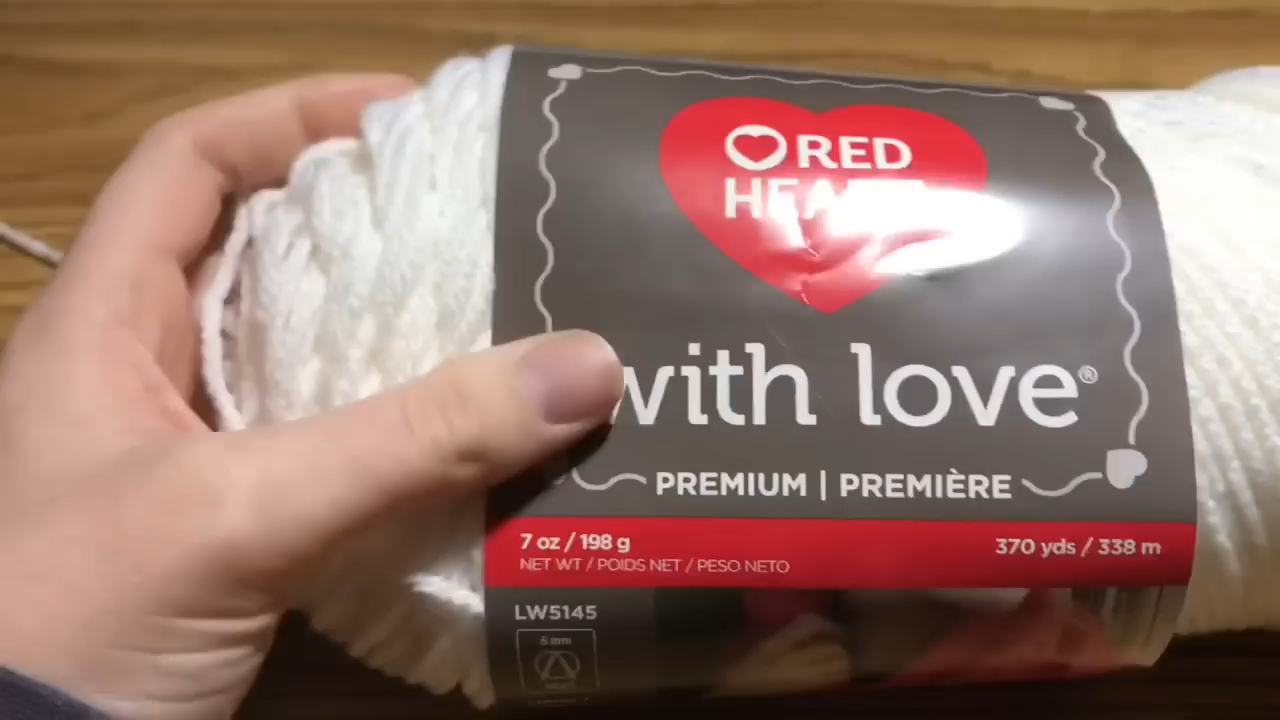 RED
HEART
with love®
PREMIUM | PREMIÈRE
7 oz / 198 g
370 yds / 338 m
NET WT / POIDS NET / PESO NETO
LW5145
6 mm